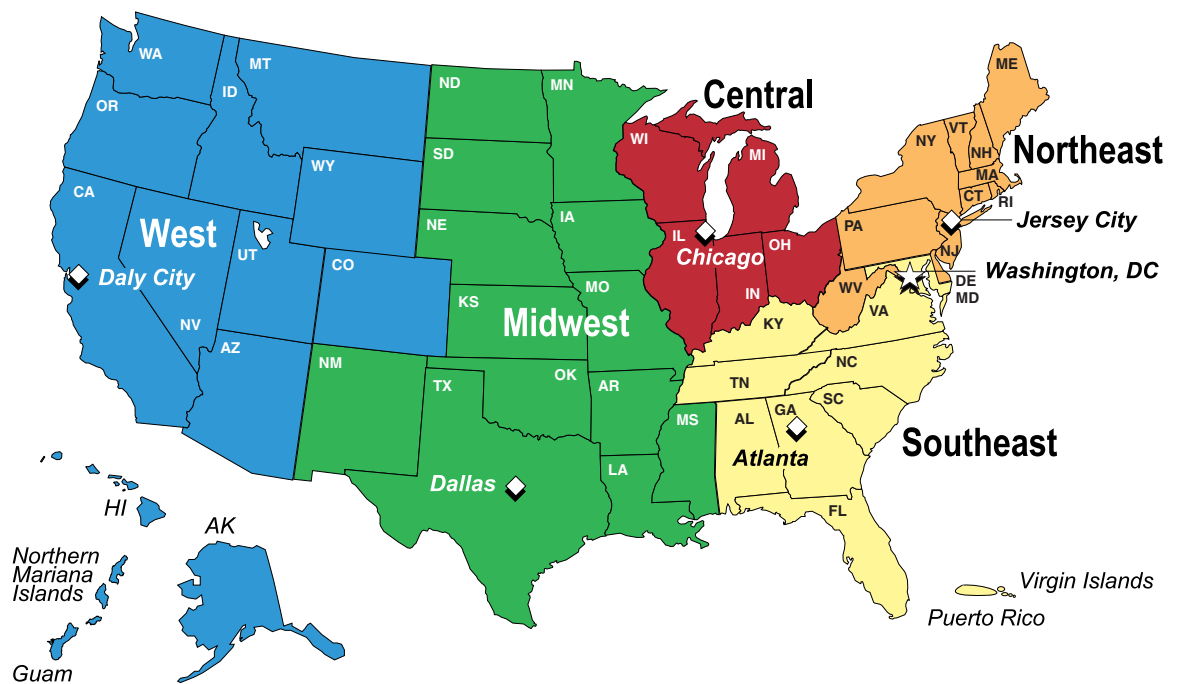 WA
MT
ND
MN
ME
ID
OR
Central
WI
MI
NY
VT
NH
Northeast
SD
WY
MA
CT
RI
CA
IA
NE
West
UT
PA
IL
OH
Jersey City
Chicago
NJ
Daly City
CO
Washington, DC
MO
IN
WV
DE
MD
KS
Midwest
KY
VA
NV
AZ
NM
OK
NC
TX
AR
TN
SC
MS
AL
GA
Southeast
Atlanta
LA
Dallas
HI
FL
AK
Northern
Mariana
Islands
Virgin Islands
Puerto Rico
Guam